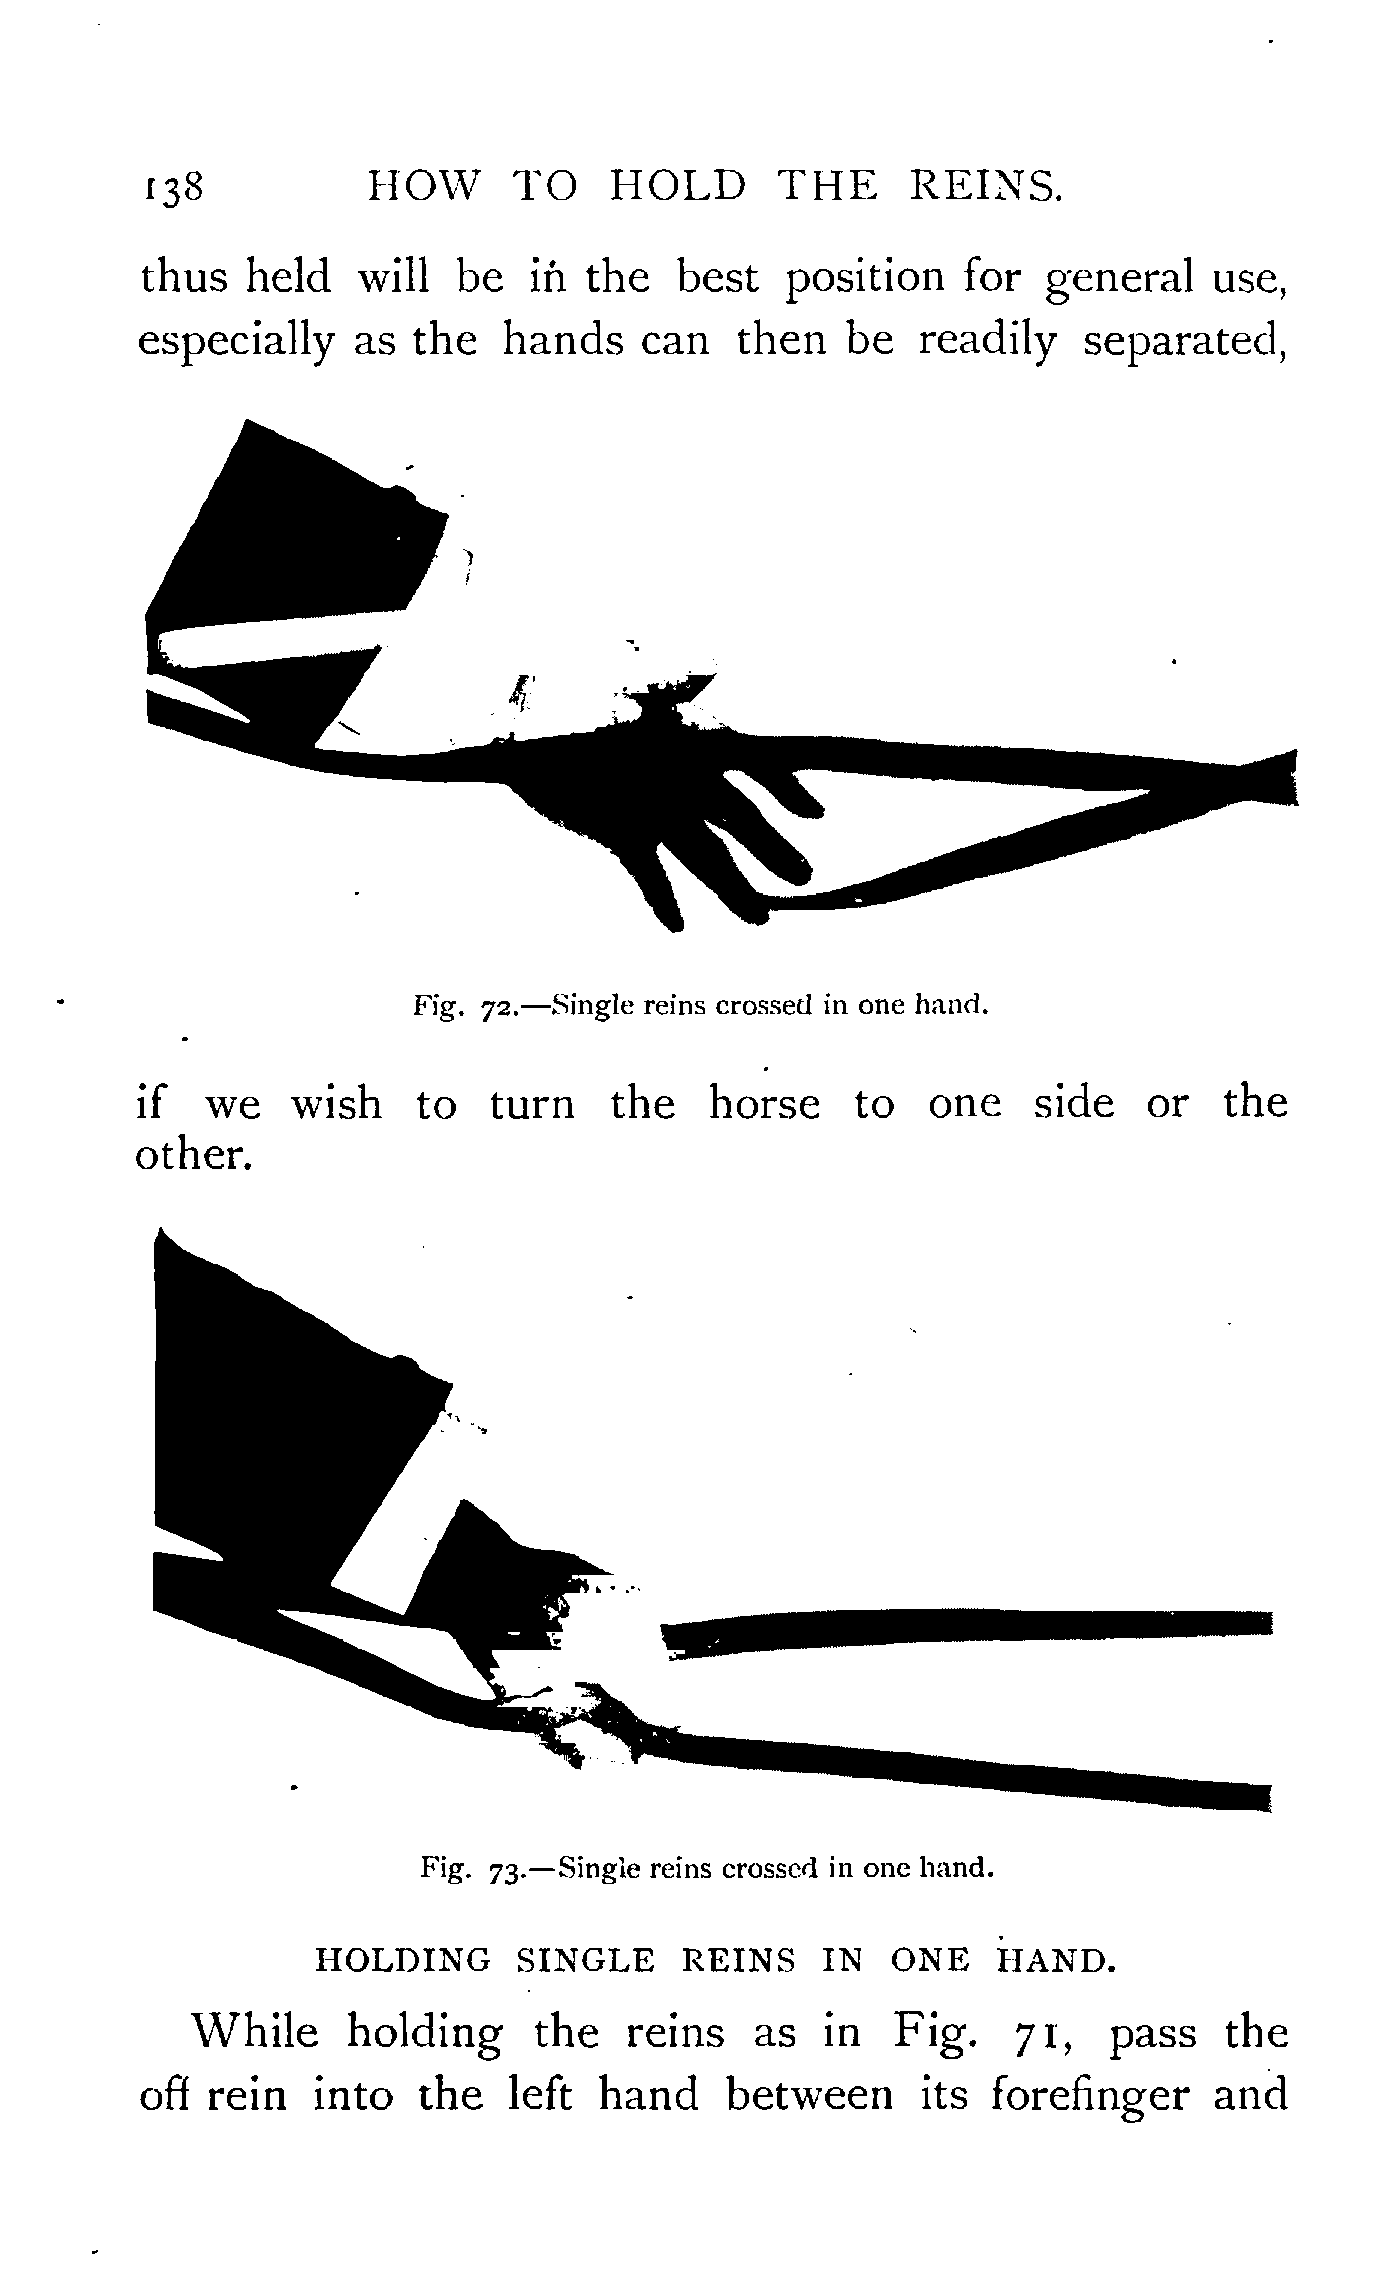 138 HOW TO HOLD THE REINS.
thus held will be in the best position for general use,
especially as the hands can then be readily separated,
Fig. 72.—Single reins crossed in one hand.
if we wish to turn the horse to one side or the
other.
Fig. 73.—Single reins crossed in one hand.
HOLDING SINGLE REINS IN ONE HAND.
While holding the reins as in Fig. 71, pass the
off rein into the left hand between its forefinger and